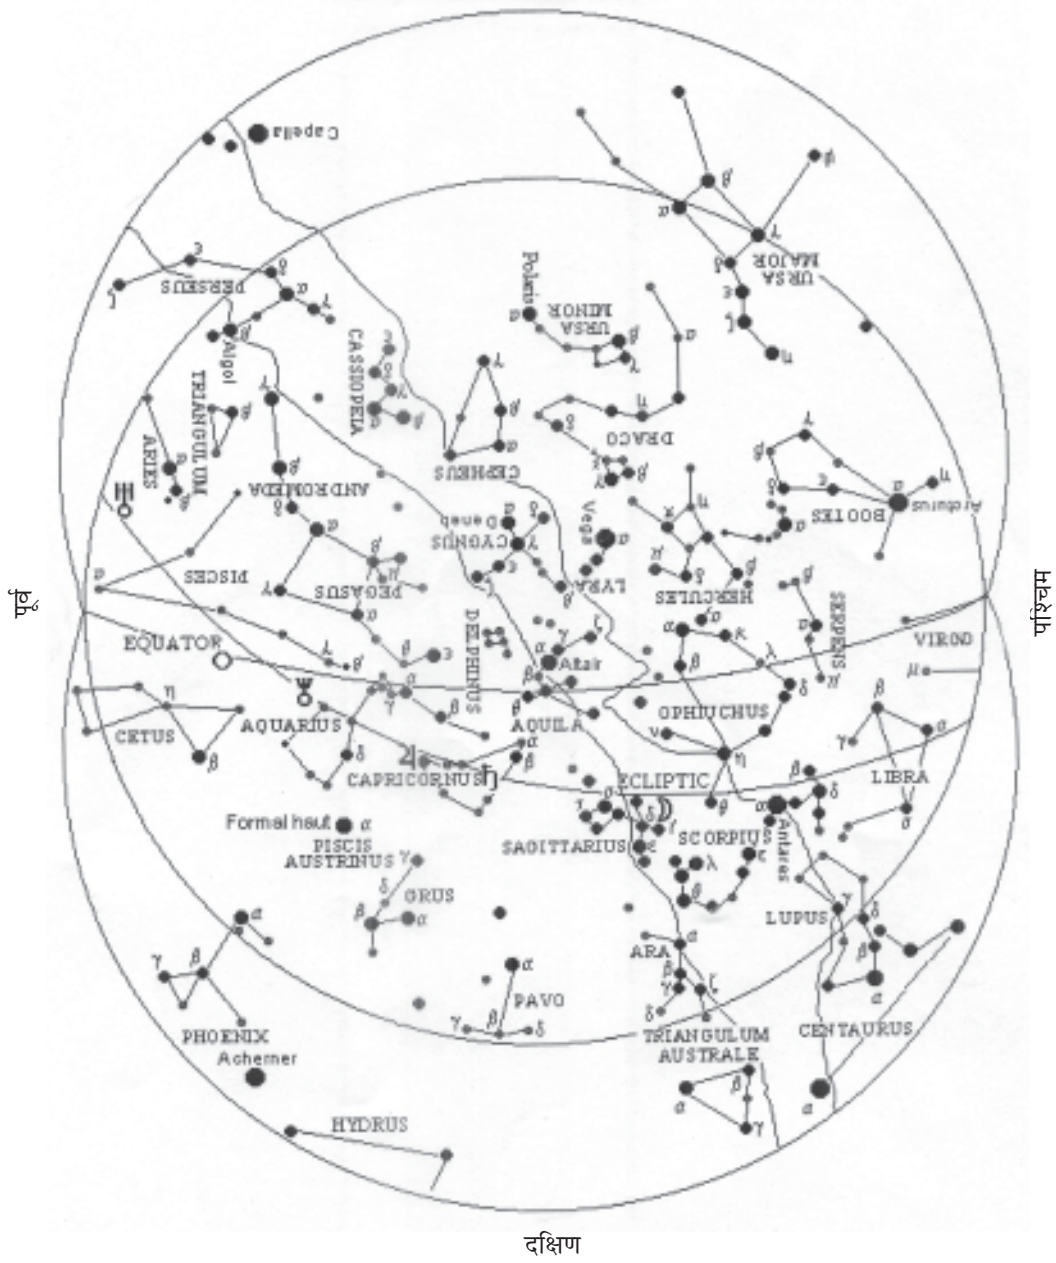 Capella
PERSEUS
Algol
TRIANGULUM
ARIES
CASSIOPEIA
Polaris
URSA
MINOR
URSA
MAJOR
CEPHEUS
DRACO
ANDROMEDA
PISCES
PEGASUS
Deneb
CYGNUS
Vega
LYRA
HERCULES
BOOTES
Arcturus
SERPENS
पूर्व
पश्चिम
EQUATOR
DELPHINUS
Altair
AQUILA
OPHIUCHUS
VIRGO
CETUS
AQUARIUS
CAPRICORNUS
ECLIPTIC
LIBRA
Formal haut
PISCIS
AUSTRINUS
GRUS
SAGITTARIUS
SCORPIUS
Antares
LUPUS
ARA
PAVO
PHOENIX
Acherner
TRIANGULUM
AUSTRALE
CENTAURUS
HYDRUS
दक्षिण